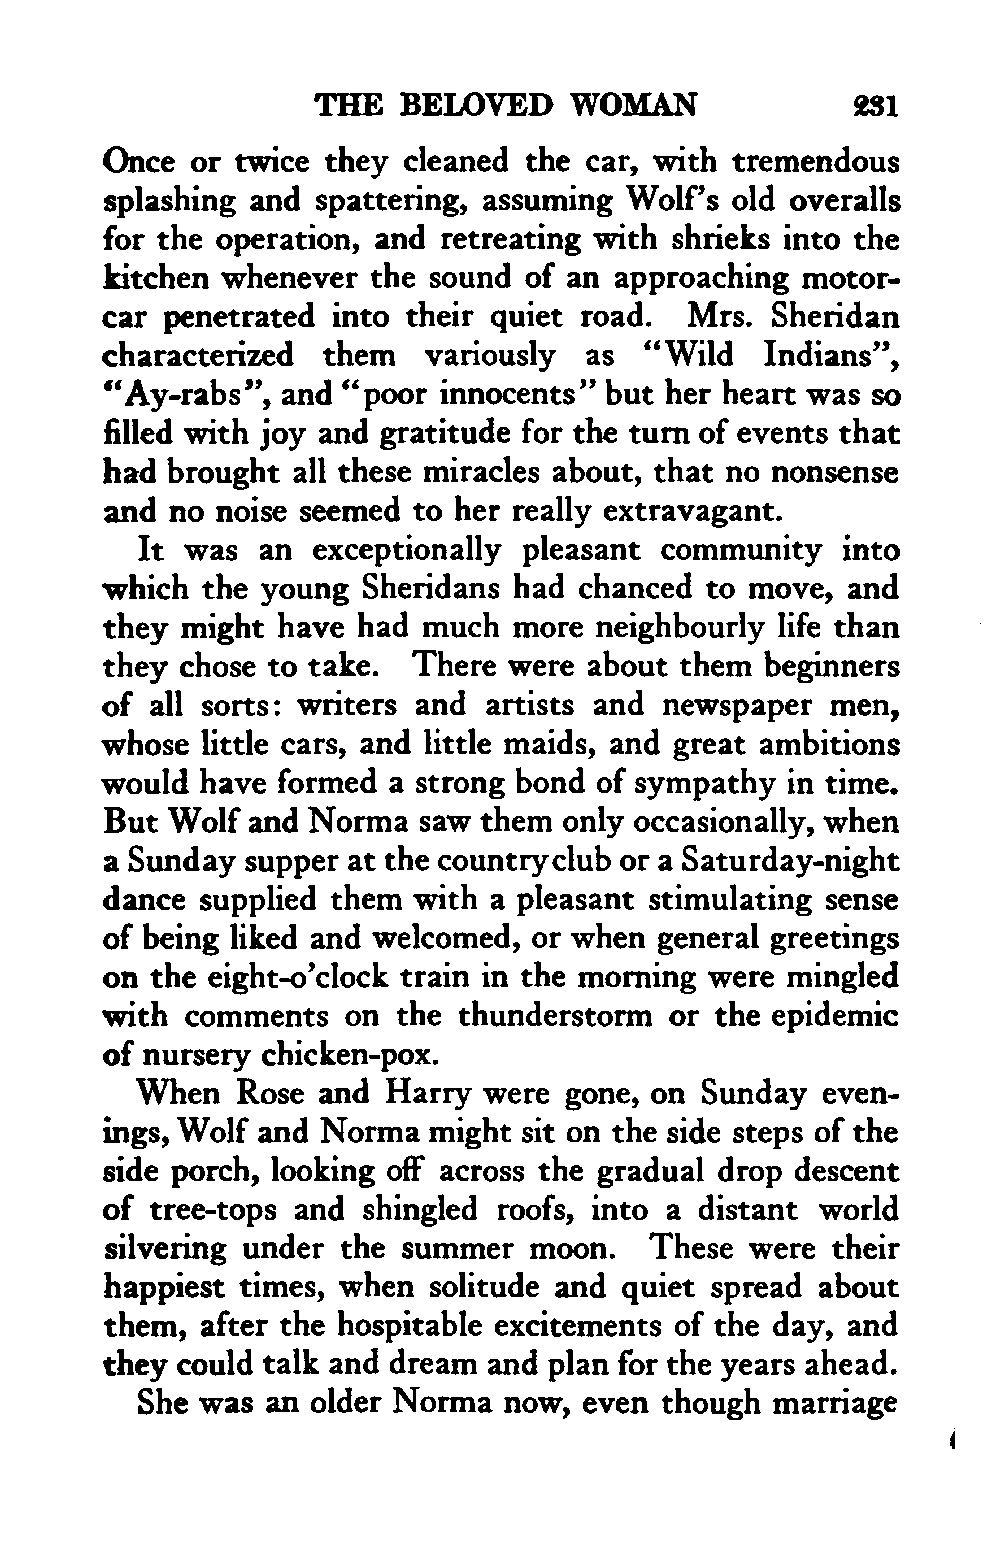 THE BELOVED WOMAN 231
Once or twice they cleaned the car, with tremendous
splashing and spattering, assuming Wolf's old overalls
for the operation, and retreating with shrieks into the
kitchen whenever the sound of an approaching motor-
car penetrated into their quiet road. Mrs. Sheridan
characterized them variously as "Wild Indians",
"Ay-rabs", and "poor innocents" but her heart was so
filled with joy and gratitude for the turn of events that
had brought all these miracles about, that no nonsense
and no noise seemed to her really extravagant.
It was an exceptionally pleasant community into
which the young Sheridans had chanced to move, and
they might have had much more neighbourly life than
they chose to take. There were about them beginners
of all sorts: writers and artists and newspaper men,
whose little cars, and little maids, and great ambitions
would have formed a strong bond of sympathy in time.
But Wolf and Norma saw them only occasionally, when
a Sunday supper at the country club or a Saturday-night
dance supplied them with a pleasant stimulating sense
of being liked and welcomed, or when general greetings
on the eight-o'clock train in the morning were mingled
with comments on the thunderstorm or the epidemic
of nursery chicken-pox.
When Rose and Harry were gone, on Sunday even-
ings, Wolf and Norma might sit on the side steps of the
side porch, looking off across the gradual drop descent
of tree-tops and shingled roofs, into a distant world
silvering under the summer moon. These were their
happiest times, when solitude and quiet spread about
them, after the hospitable excitements of the day, and
they could talk and dream and plan for the years ahead.
She was an older Norma now, even though marriage